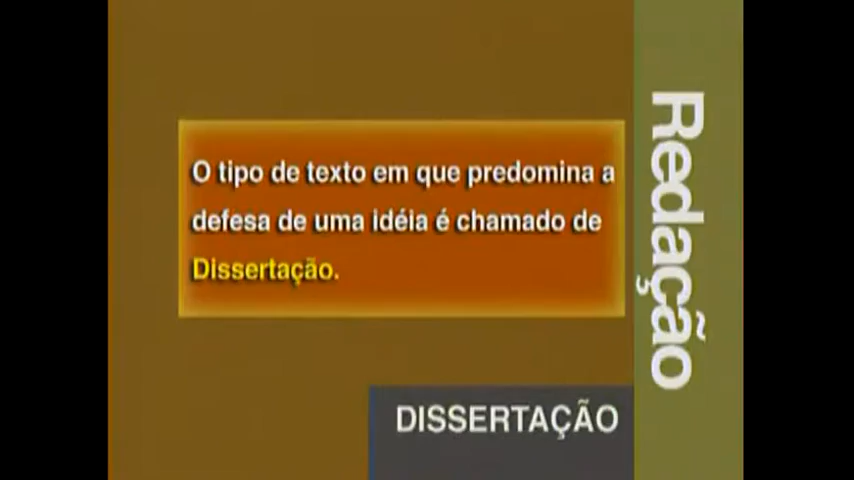 O tipo de texto em que predomina a
defesa de uma idéia é chamado de
Dissertação.
DISSERTAÇÃO
Redação